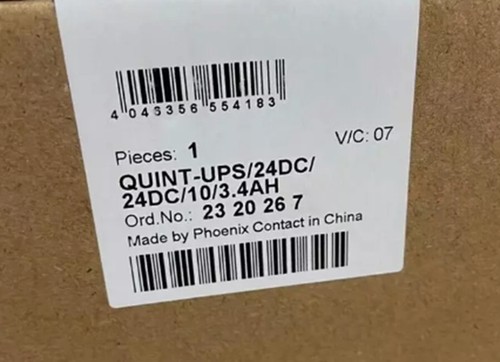 4 046356 554183
Pieces: 1
V/C: 07
QUINT-UPS/24DC/
24DC/10/3.4AH
Ord.No.: 23 20 26 7
Made by Phoenix Contact in China